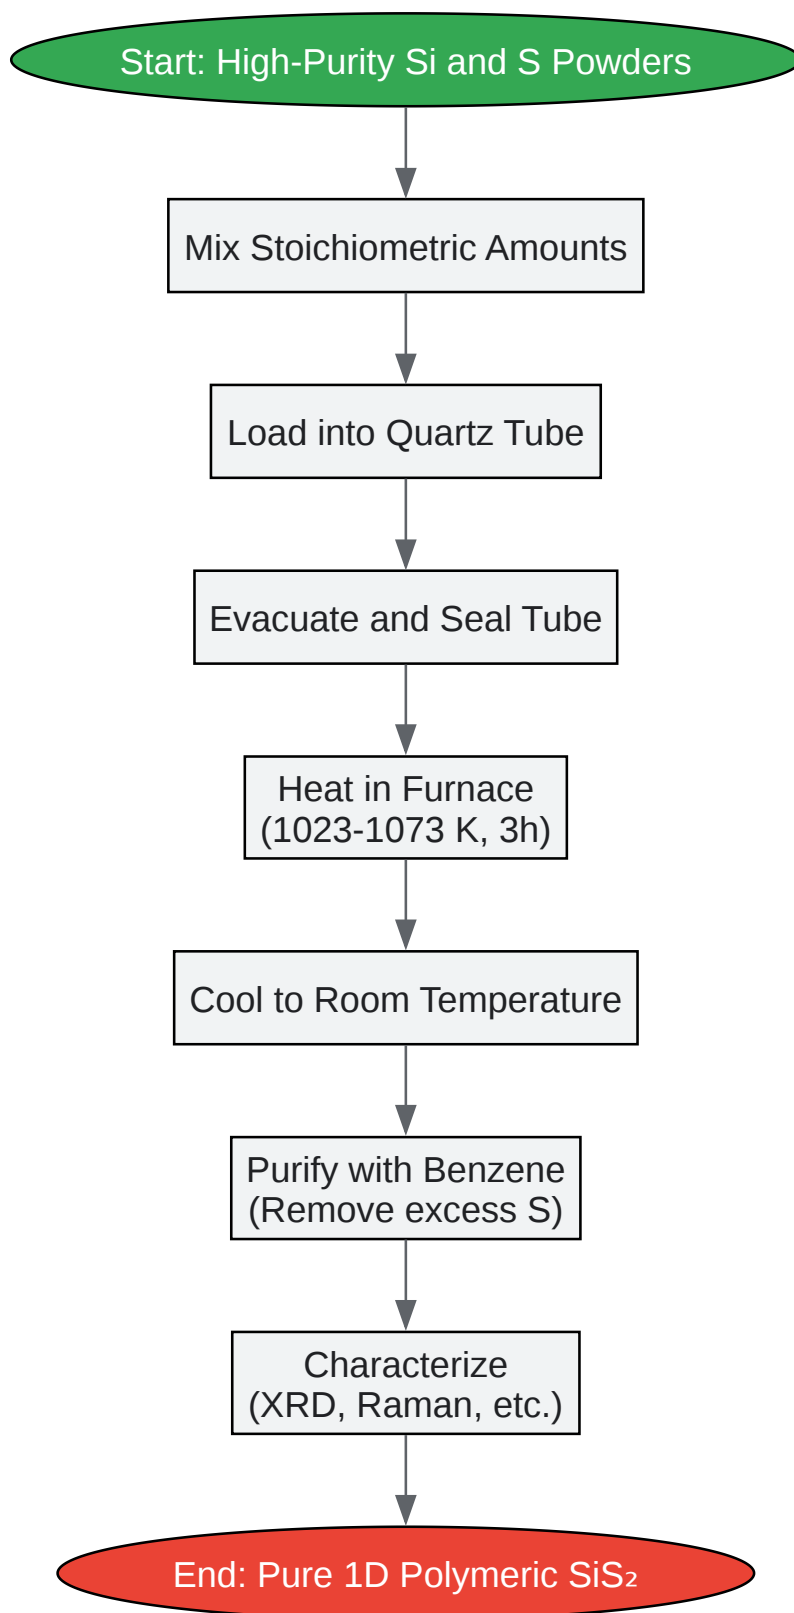 Start: High-Purity Si and S Powders
Mix Stoichiometric Amounts
Load into Quartz Tube
Evacuate and Seal Tube
Heat in Furnace
(1023-1073 K, 3h)
Cool to Room Temperature
Purify with Benzene
(Remove excess S)
Characterize
(XRD, Raman, etc.)
End: Pure 1D Polymeric SiS₂